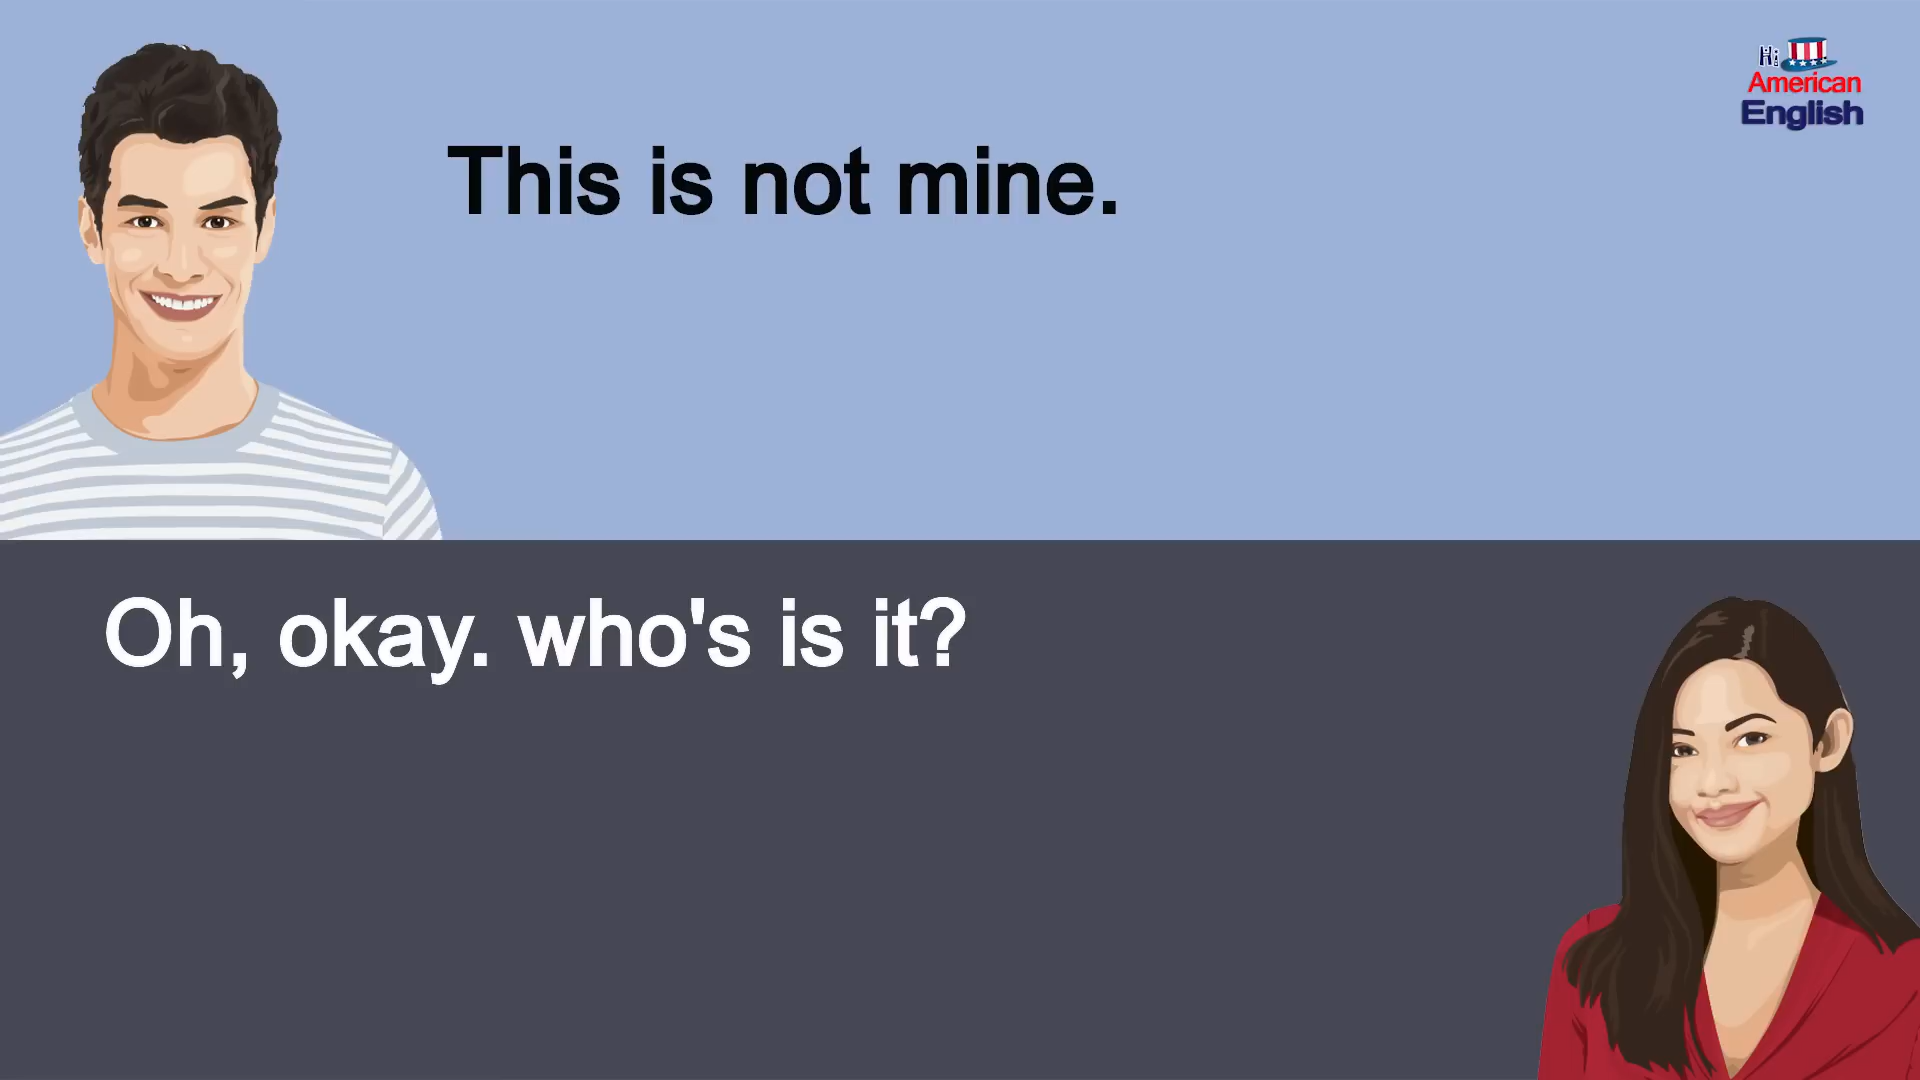 Hi
American
English
This is not mine.
Oh, okay. who's is it?